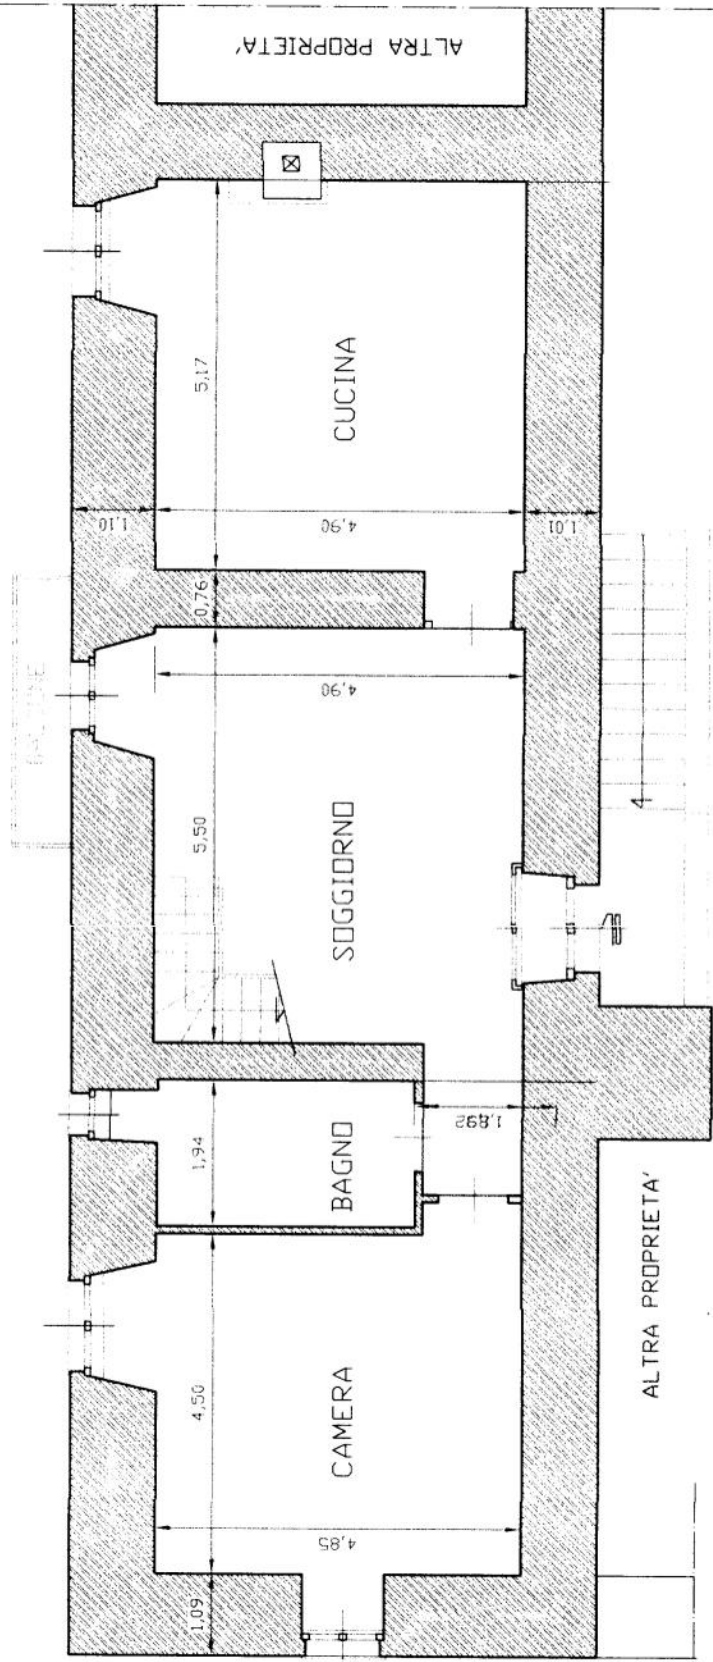 ALTRA PROPRIETA'
5,17
CUCINA
1,10
4,90
1,01
0,76
BALCONE
4,90
5,50
SOGGIORNO
1,94
BAGNO
1,892
ALTRA PROPRIETA'
4,50
CAMERA
4,85
1,09